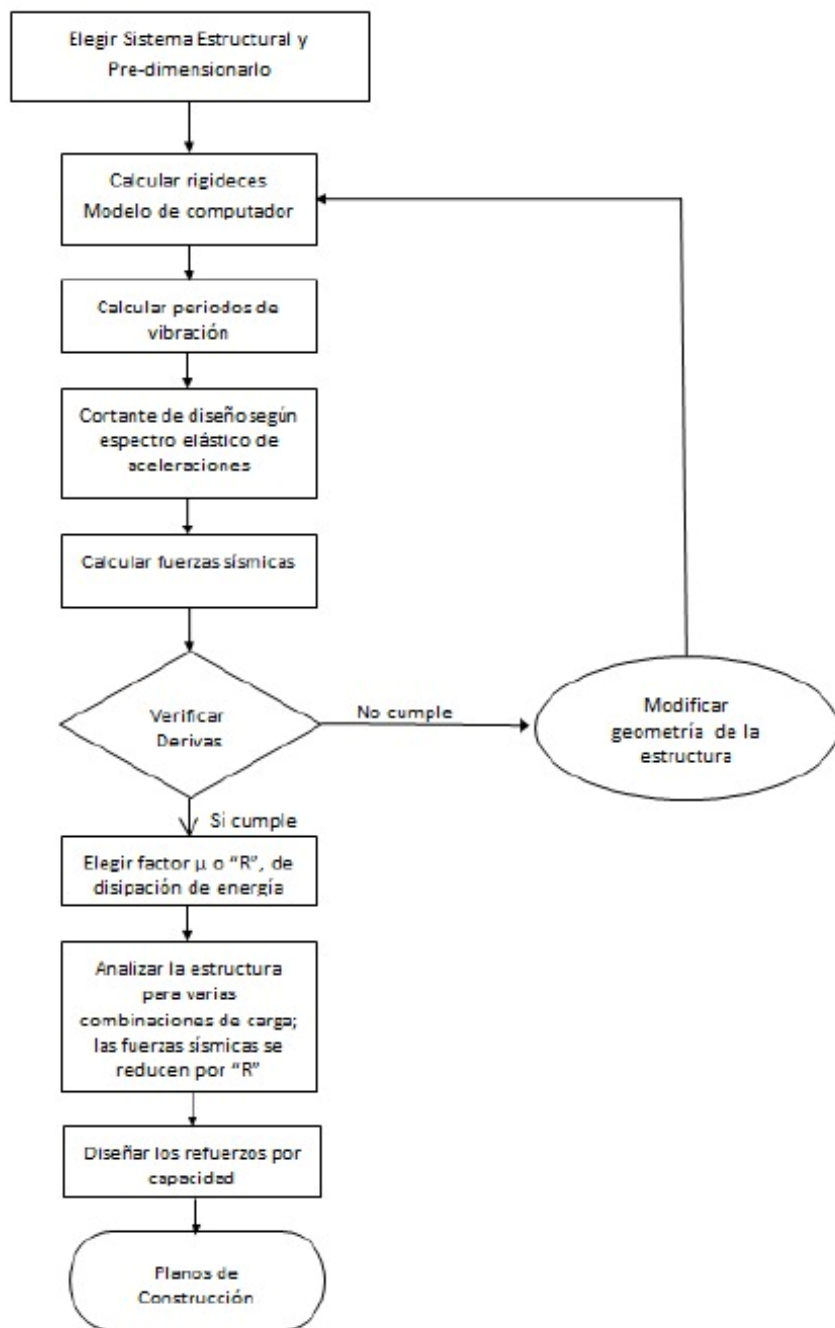 Elegir Sistema Estructural y
Pre-dimensionarlo
Calcular rigideces
Modelo de computador
Calcular periodos de
vibración
Cortante de diseño según
espectro elástico de
aceleraciones
Calcular fuerzas sísmicas
Verificar
Derivas
No cumple
Modificar
geometría de la
estructura
Si cumple
Elegir factor µ o “R”, de
disipación de energía
Analizar la estructura
para varias
combinaciones de carga;
las fuerzas sísmicas se
reducen por “R”
Diseñar los refuerzos por
capacidad
Planos de
Construcción